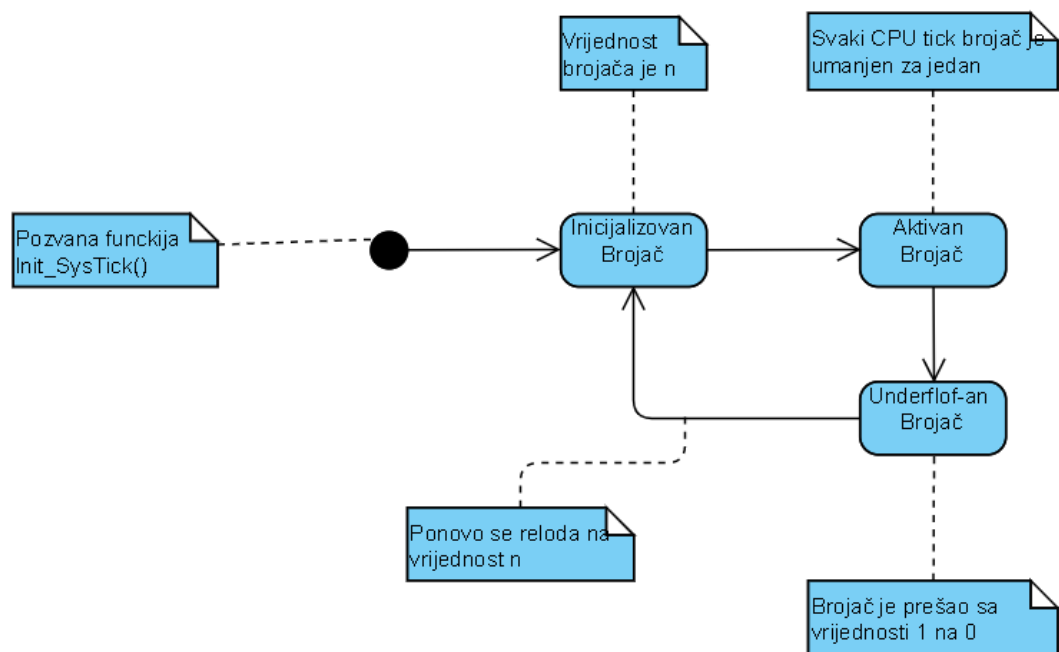 Vrijednost
brojača je n
Svaki CPU tick brojač je
umanjen za jedan
Pozvana funckija
Init_SysTick()
Inicijalizovan
Brojač
Aktivan
Brojač
Underflof-an
Brojač
Ponovo se reloda na
vrijednost n
Brojač je prešao sa
vrijednosti 1 na 0